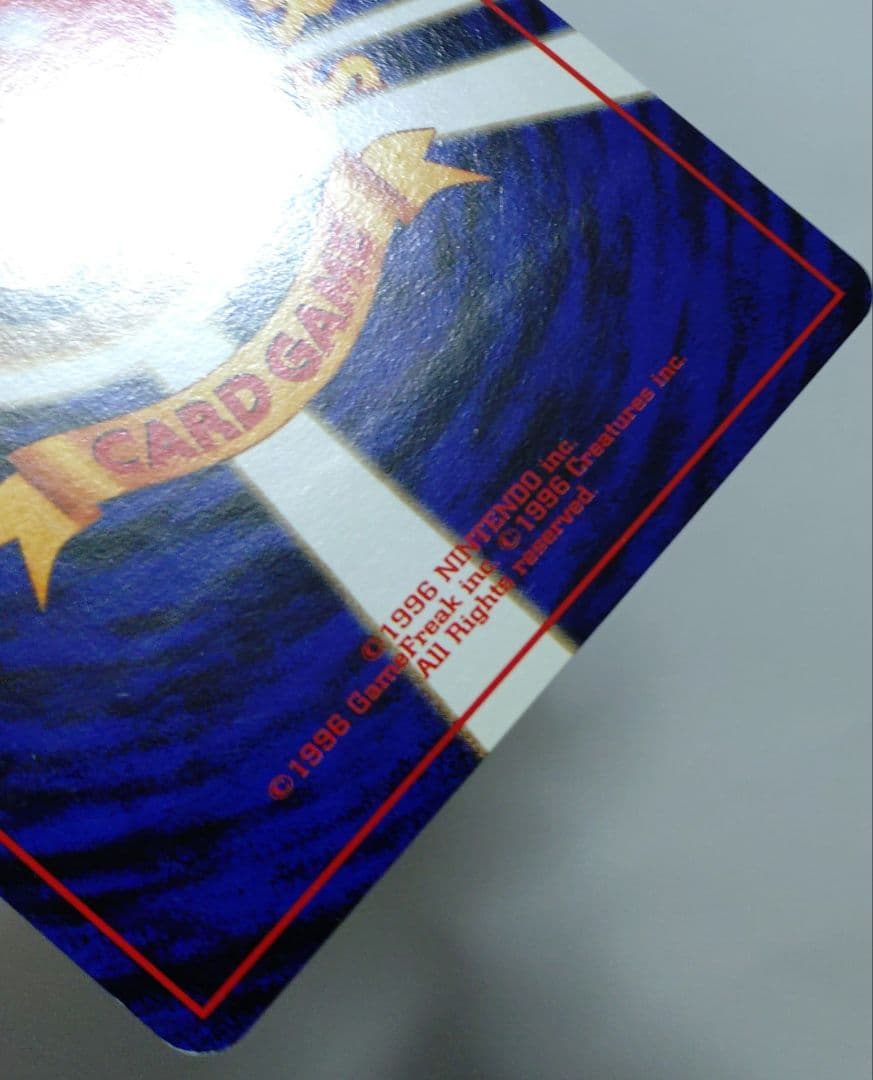 CARD GAME
©1996 NINTENDO inc.
©1996 GameFreak inc. ©1996 Creatures inc.
All Rights reserved.